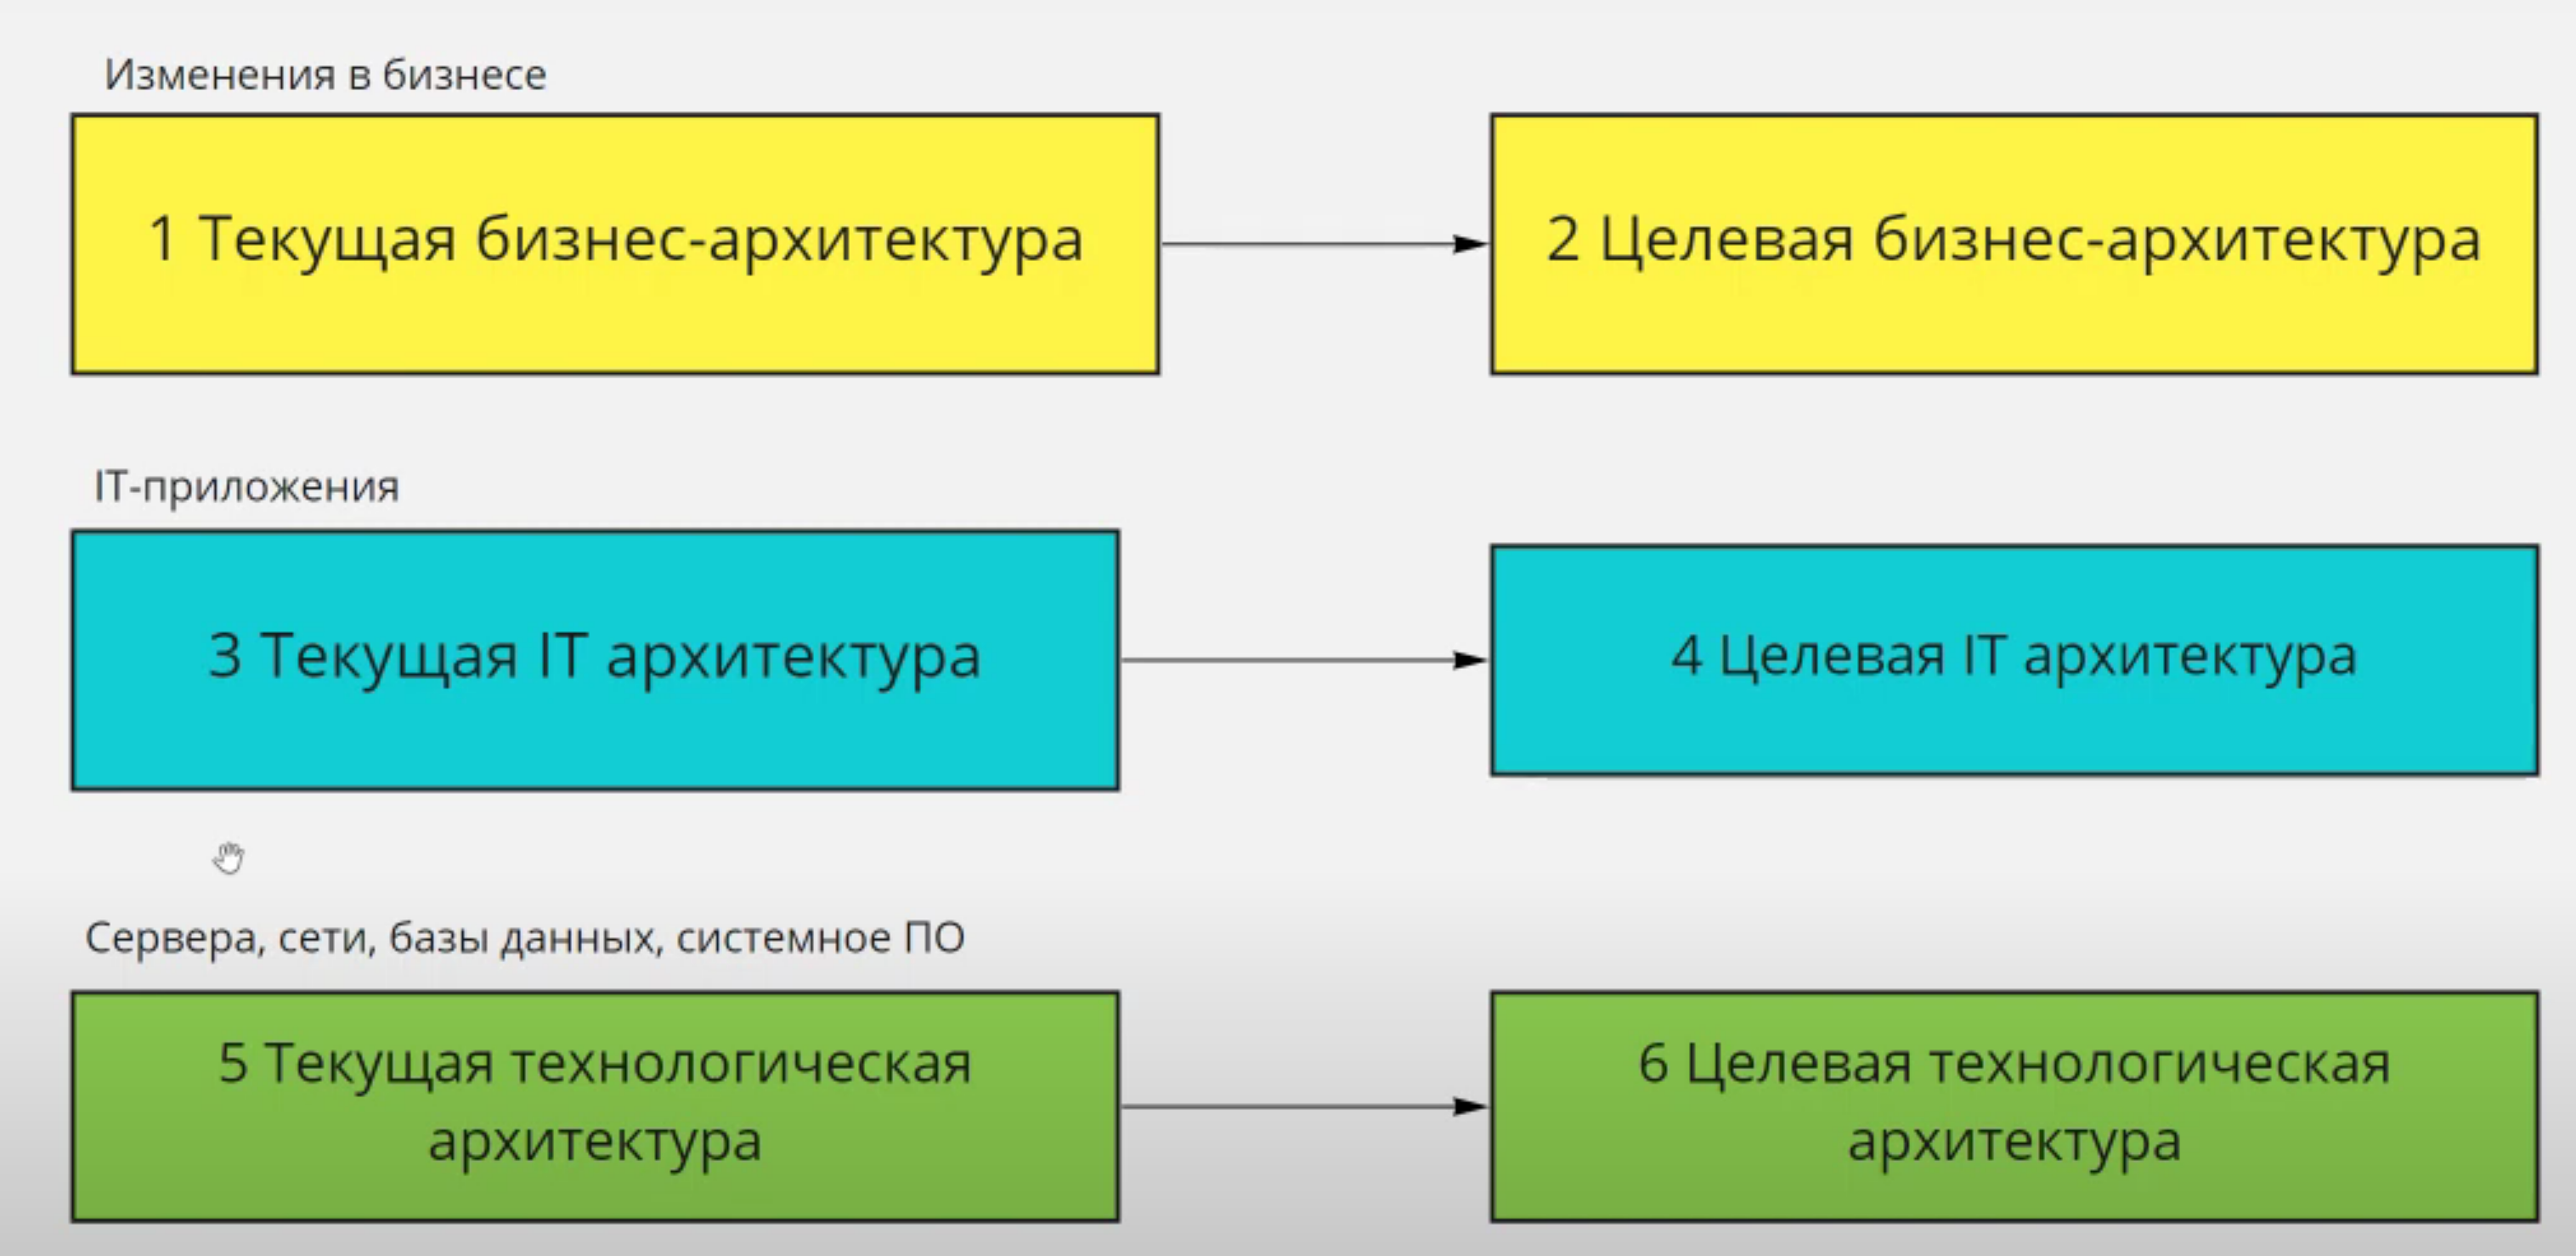 Изменения в бизнесе
1 Текущая бизнес-архитектура
2 Целевая бизнес-архитектура
IT-приложения
3 Текущая IT архитектура
4 Целевая IT архитектура
Сервера, сети, базы данных, системное ПО
5 Текущая технологическая
архитектура
6 Целевая технологическая
архитектура